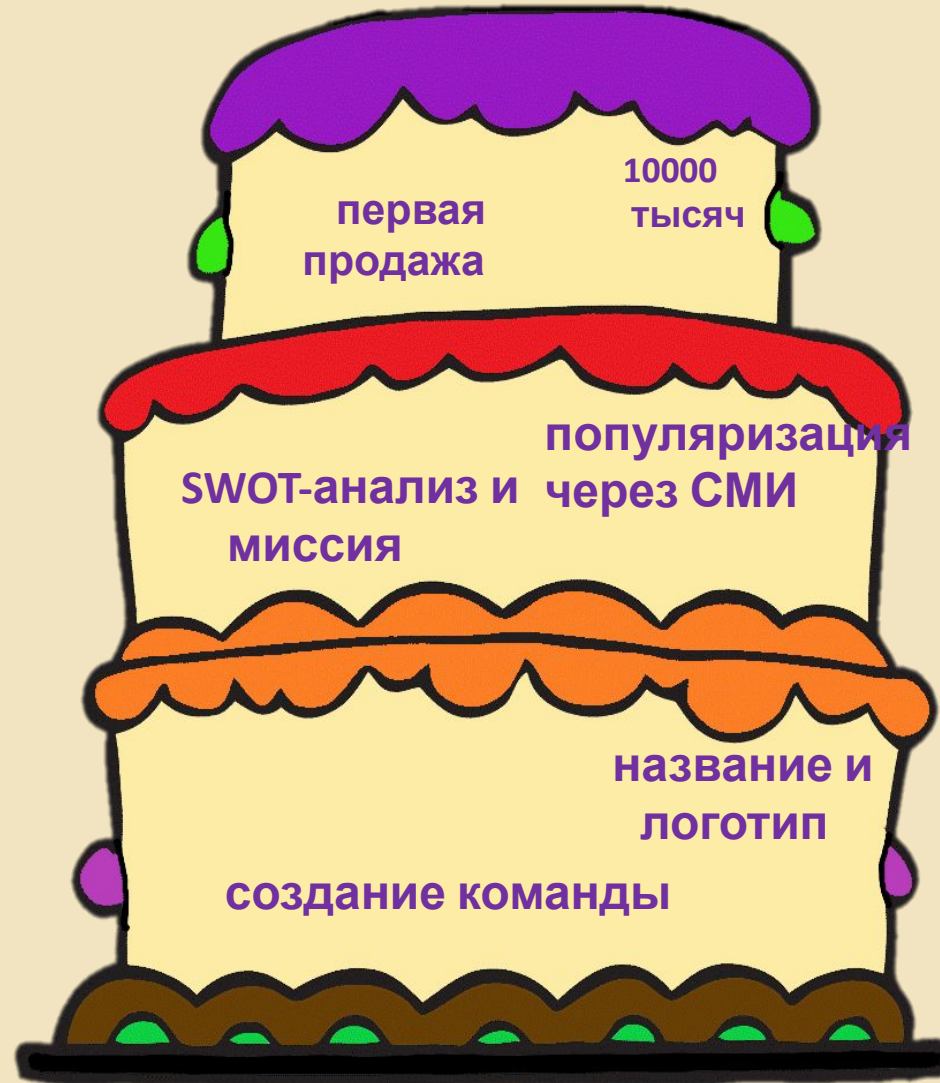 10000
тысяч
первая
продажа
популяризация
через СМИ
SWOT-анализ и
миссия
название и
логотип
создание команды